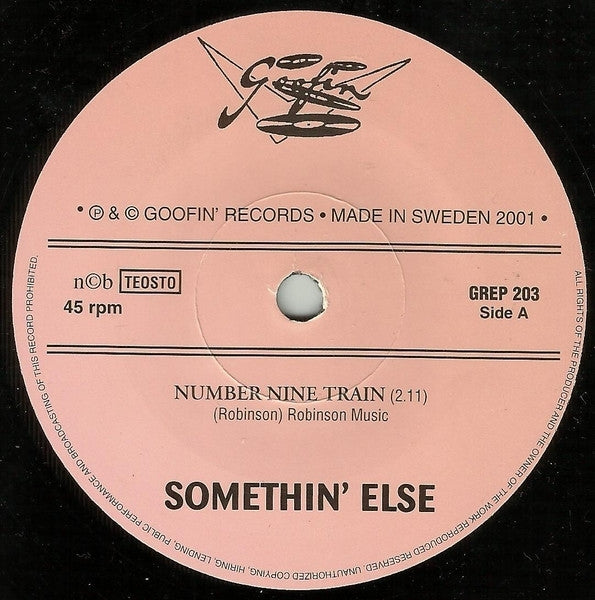 Goofin
• Ⓟ & © GOOFIN' RECORDS • MADE IN SWEDEN 2001 •
n©b TEOSTO
45 rpm
GREP 203
Side A
NUMBER NINE TRAIN (2.11)
(Robinson) Robinson Music
SOMETHIN' ELSE
ALL RIGHTS OF THE PRODUCER AND THE OWNER OF THE WORK REPRODUCED RESERVED. UNAUTHORIZED COPYING, HIRING, LENDING, PUBLIC PERFORMANCE AND BROADCASTING OF THIS RECORD PROHIBITED.